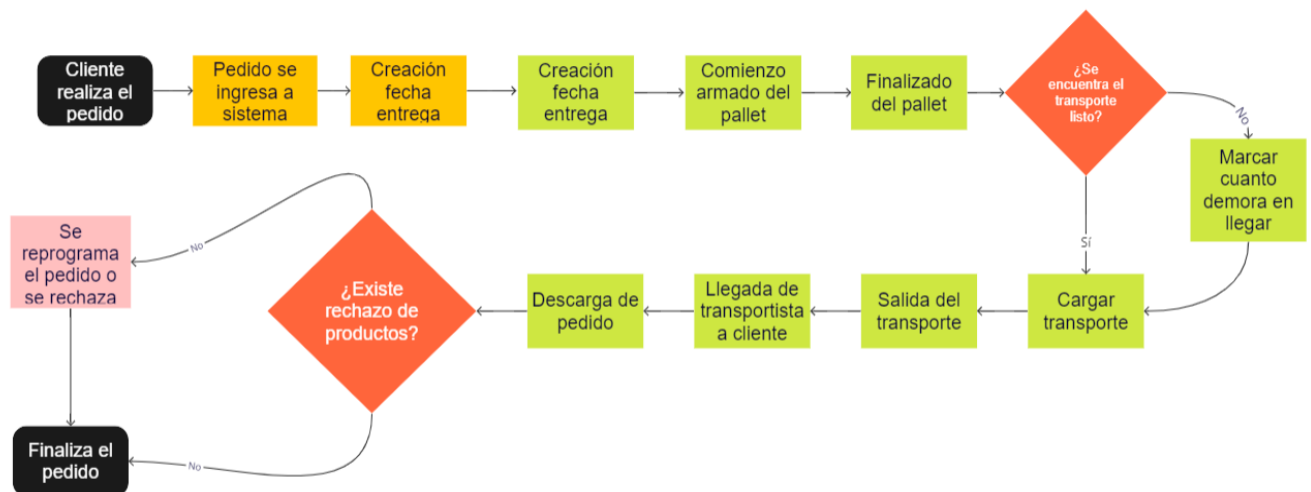 Cliente
realiza el
pedido
Pedido se
ingresa a
sistema
Creación
fecha
entrega
Creación
fecha
entrega
Comienzo
armado del
pallet
Finalizado
del pallet
¿Se
encuentra el
transporte
listo?
No
Marcar
cuanto
demora en
llegar
Sí
Cargar
transporte
Salida del
transporte
Llegada de
transportista
a cliente
Descarga de
pedido
¿Existe
rechazo de
productos?
No
Se
reprograma
el pedido o
se rechaza
No
Finaliza el
pedido